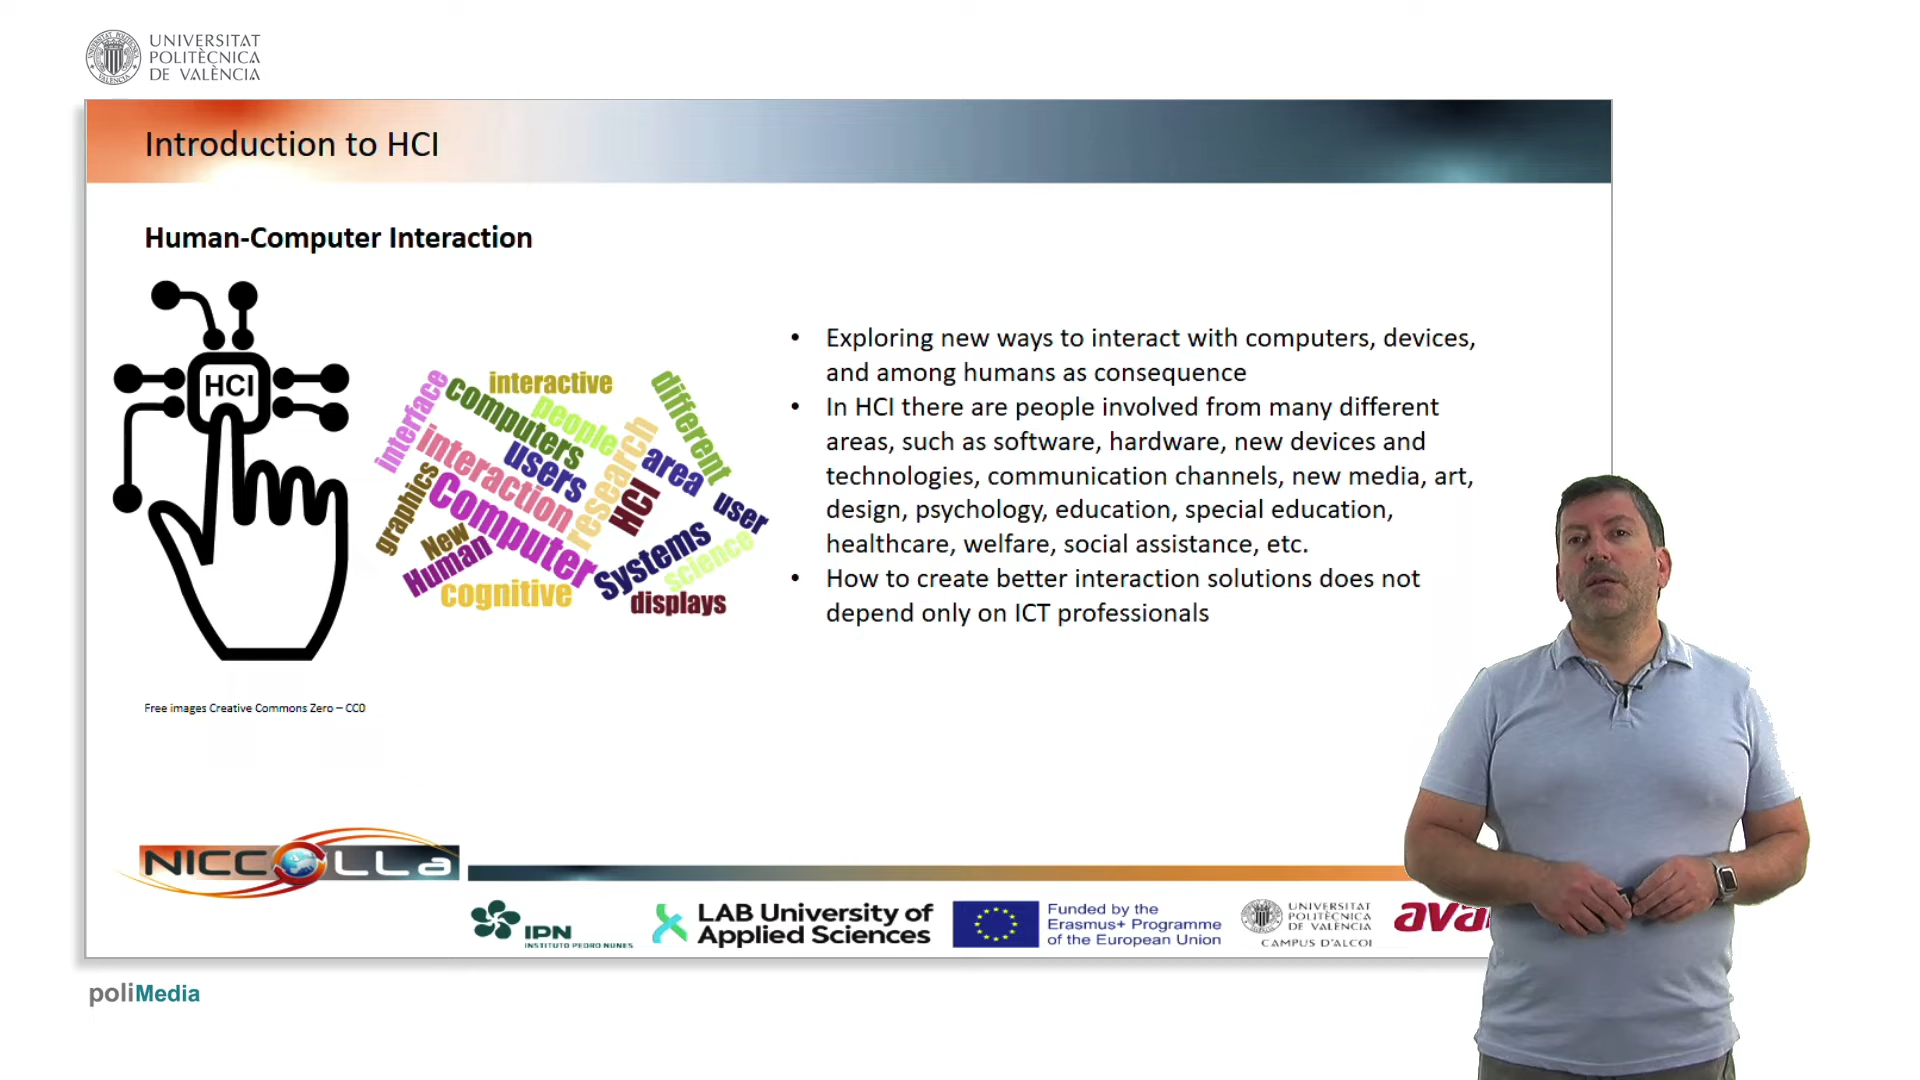 UNIVERSITAT
POLITÈCNICA
DE VALÈNCIA
Introduction to HCI
Human-Computer Interaction
HCI
interactive
different
interface
computers
people
interaction
users
research
area
HCI
graphics
Computer
user
New
Human
Systems
science
cognitive
displays
• Exploring new ways to interact with computers, devices,
and among humans as consequence
• In HCI there are people involved from many different
areas, such as software, hardware, new devices and
technologies, communication channels, new media, art,
design, psychology, education, special education,
healthcare, welfare, social assistance, etc.
• How to create better interaction solutions does not
depend only on ICT professionals
Free images Creative Commons Zero – CC0
NICCOLLa
IPN
INSTITUTO PEDRO NUNES
LAB University of
Applied Sciences
Funded by the
Erasmus+ Programme
of the European Union
UNIVERSITAT
POLITÈCNICA
DE VALÈNCIA
CAMPUS D'ALCOI
poliMedia